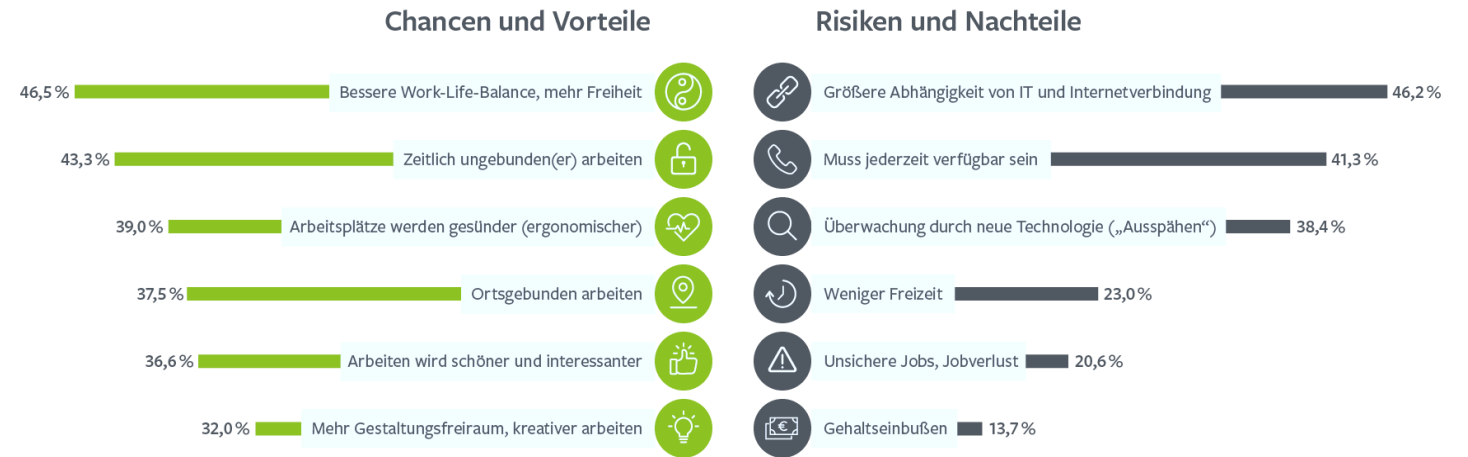 Chancen und Vorteile
46,5 % Bessere Work-Life-Balance, mehr Freiheit
43,3 % Zeitlich ungebunden(er) arbeiten
39,0 % Arbeitsplätze werden gesünder (ergonomischer)
37,5 % Ortsgebunden arbeiten
36,6 % Arbeiten wird schöner und interessanter
32,0 % Mehr Gestaltungsfreiraum, kreativer arbeiten
Risiken und Nachteile
Größere Abhängigkeit von IT und Internetverbindung 46,2 %
Muss jederzeit verfügbar sein 41,3 %
Überwachung durch neue Technologie („Ausspähen“) 38,4 %
Weniger Freizeit 23,0 %
Unsichere Jobs, Jobverlust 20,6 %
Gehaltseinbußen 13,7 %